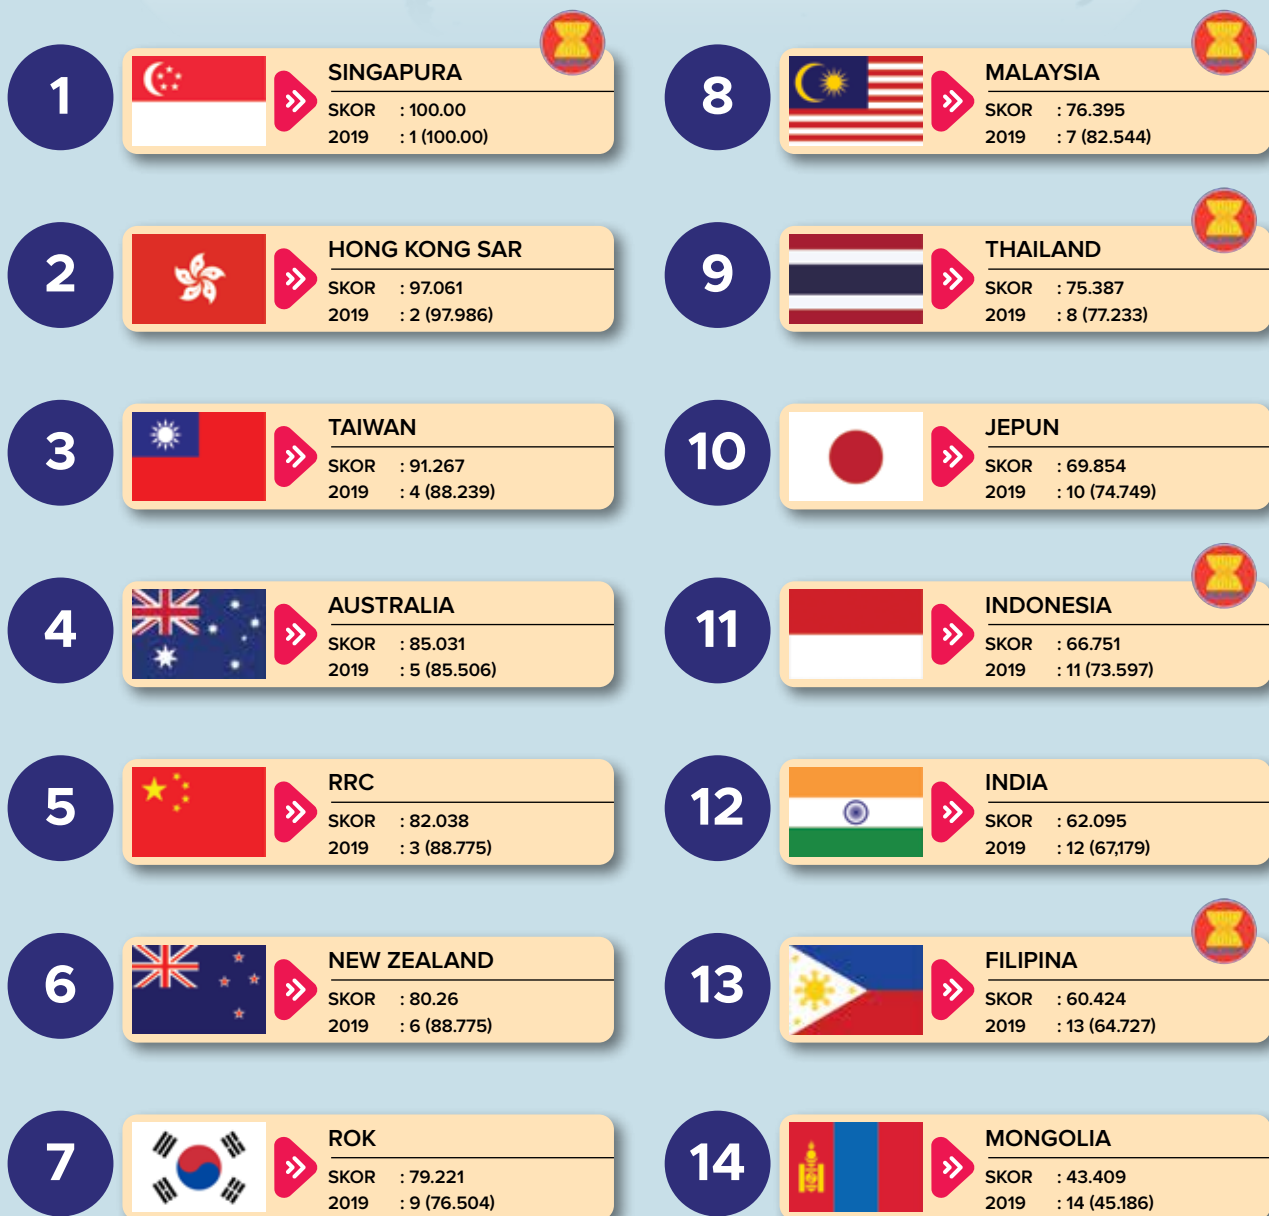 1
SINGAPURA
SKOR : 100.00
2019 : 1 (100.00)
2
HONG KONG SAR
SKOR : 97.061
2019 : 2 (97.986)
3
TAIWAN
SKOR : 91.267
2019 : 4 (88.239)
4
AUSTRALIA
SKOR : 85.031
2019 : 5 (85.506)
5
RRC
SKOR : 82.038
2019 : 3 (88.775)
6
NEW ZEALAND
SKOR : 80.26
2019 : 6 (88.775)
7
ROK
SKOR : 79.221
2019 : 9 (76.504)
8
MALAYSIA
SKOR : 76.395
2019 : 7 (82.544)
9
THAILAND
SKOR : 75.387
2019 : 8 (77.233)
10
JEPUN
SKOR : 69.854
2019 : 10 (74.749)
11
INDONESIA
SKOR : 66.751
2019 : 11 (73.597)
12
INDIA
SKOR : 62.095
2019 : 12 (67,179)
13
FILIPINA
SKOR : 60.424
2019 : 13 (64.727)
14
MONGOLIA
SKOR : 43.409
2019 : 14 (45.186)